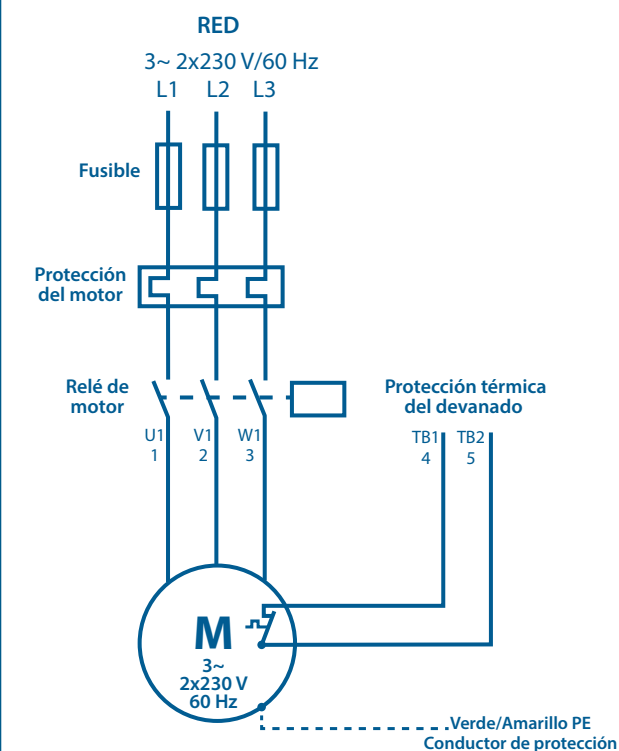 RED
3~ 2x230 V/60 Hz
L1 L2 L3
Fusible
Protección
del motor
Relé de
motor
Protección térmica
del devanado
U1 V1 W1
1 2 3
TB1 TB2
4 5
M
3~
2x230 V
60 Hz
Verde/Amarillo PE
Conductor de protección